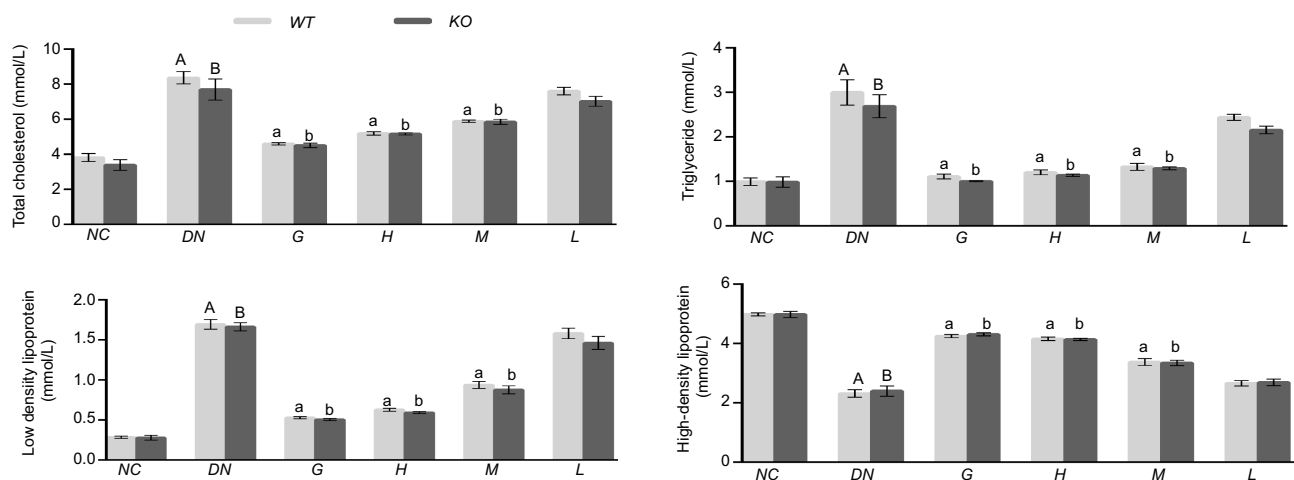 WT KO
Total cholesterol (mmol/L)
10
8
6
4
2
0
A B
a b
a b
a b
NC DN G H M L
Triglyceride (mmol/L)
4
3
2
1
0
A B
a b
a b
a b
NC DN G H M L
Low density lipoprotein
(mmol/L)
2.0
1.5
1.0
0.5
0.0
A B
a b
a b
a b
NC DN G H M L
High-density lipoprotein
(mmol/L)
6
4
2
0
A B
a b
a b
a b
NC DN G H M L